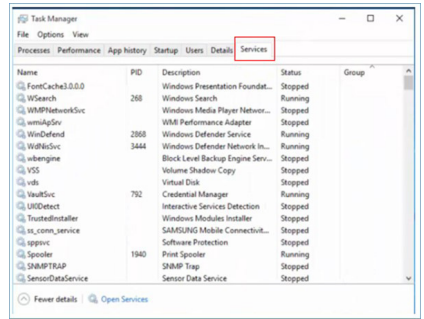 Task Manager
File Options View
Processes Performance App history Startup Users Details Services
Name PID Description Status Group
FontCache3.0.0.0 Windows Presentation Foundat... Stopped
WSearch 268 Windows Search Running
WMPNetworkSvc Windows Media Player Networ... Stopped
wmiApSrv WMI Performance Adapter Stopped
WinDefend 2868 Windows Defender Service Running
WdNisSvc 3444 Windows Defender Network In... Running
wbengine Block Level Backup Engine Serv... Stopped
VSS Volume Shadow Copy Stopped
vds Virtual Disk Stopped
VaultSvc 792 Credential Manager Running
UI0Detect Interactive Services Detection Stopped
TrustedInstaller Windows Modules Installer Stopped
ss_conn_service SAMSUNG Mobile Connectivit... Stopped
sppsvc Software Protection Stopped
Spooler 1940 Print Spooler Running
SNMPTRAP SNMP Trap Stopped
SensorDataService Sensor Data Service Stopped
Fewer details Open Services